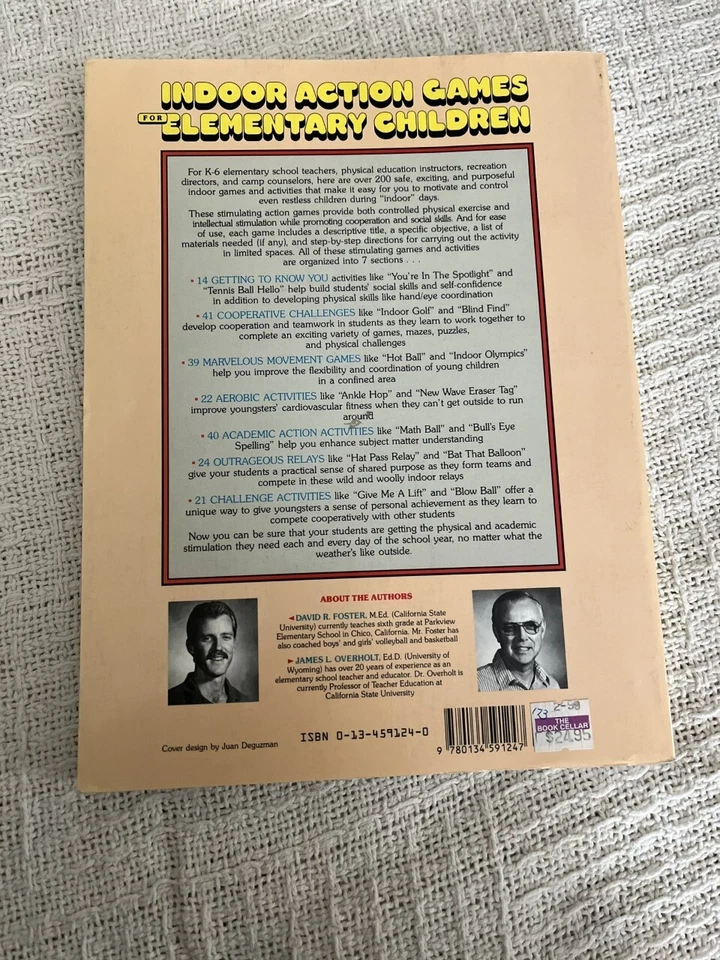 INDOOR ACTION GAMES
FOR ELEMENTARY CHILDREN
For K-6 elementary school teachers, physical education instructors, recreation
directors, and camp counselors, here are over 200 safe, exciting, and purposeful
indoor games and activities that make it easy for you to motivate and control
even restless children during "indoor" days.
These stimulating action games provide both controlled physical exercise and
intellectual stimulation while promoting cooperation and social skills. And for ease
of use, each game includes a descriptive title, a specific objective, a list of
materials needed (if any), and step-by-step directions for carrying out the activity
in limited spaces. All of these stimulating games and activities
are organized into 7 sections . . .
• 14 GETTING TO KNOW YOU activities like "You're In The Spotlight" and
"Tennis Ball Hello" help build students' social skills and self-confidence
in addition to developing physical skills like hand/eye coordination
• 41 COOPERATIVE CHALLENGES like "Indoor Golf" and "Blind Find"
develop cooperation and teamwork in students as they learn to work together to
complete an exciting variety of games, mazes, puzzles,
and physical challenges
• 39 MARVELOUS MOVEMENT GAMES like "Hot Ball" and "Indoor Olympics"
help you improve the flexibility and coordination of young children
in a confined area
• 22 AEROBIC ACTIVITIES like "Ankle Hop" and "New Wave Eraser Tag"
improve youngsters' cardiovascular fitness when they can't get outside to run
around
• 40 ACADEMIC ACTION ACTIVITIES like "Math Ball" and "Bull's Eye
Spelling" help you enhance subject matter understanding
• 24 OUTRAGEOUS RELAYS like "Hat Pass Relay" and "Bat That Balloon"
give your students a practical sense of shared purpose as they form teams and
compete in these wild and woolly indoor relays
• 21 CHALLENGE ACTIVITIES like "Give Me A Lift" and "Blow Ball" offer a
unique way to give youngsters a sense of personal achievement as they learn to
compete cooperatively with other students
Now you can be sure that your students are getting the physical and academic
stimulation they need each and every day of the school year, no matter what the
weather's like outside.
ABOUT THE AUTHORS
◄ DAVID R. FOSTER, M.Ed. (California State
University) currently teaches sixth grade at Parkview
Elementary School in Chico, California. Mr. Foster has
also coached boys' and girls' volleyball and basketball
► JAMES L. OVERHOLT, Ed.D. (University of
Wyoming) has over 20 years of experience as an
elementary school teacher and educator. Dr. Overholt is
currently Professor of Teacher Education at
California State University
Cover design by Juan Deguzman
ISBN 0-13-459124-0
9 780134 591247
2-98
THE
BOOK CELLAR
$24.95